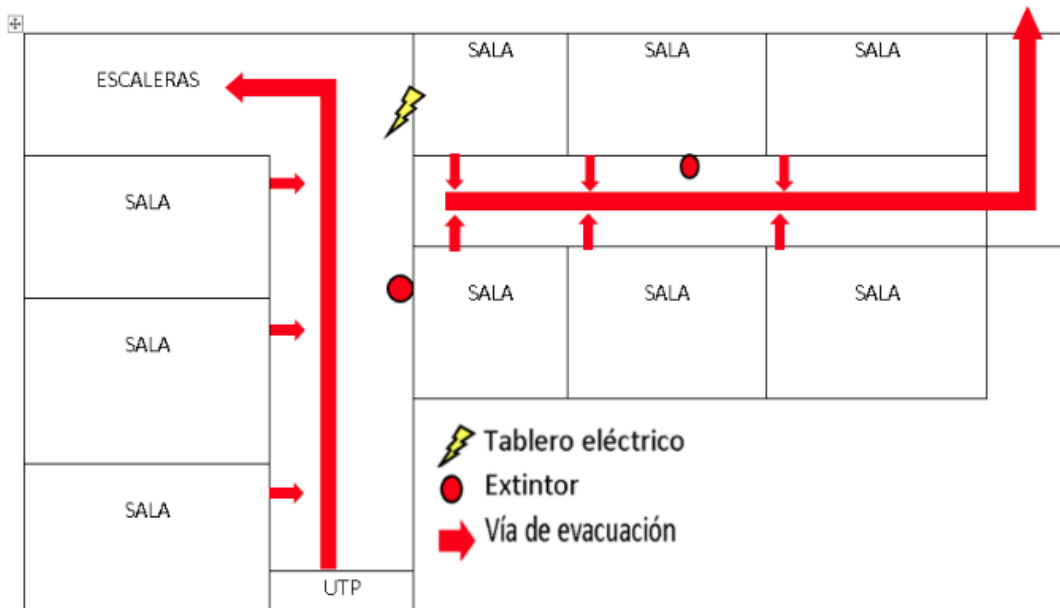 SALA
SALA
SALA
ESCALERAS
SALA
SALA
SALA
SALA
SALA
Tablero eléctrico
Extintor
Vía de evacuación
SALA
UTP